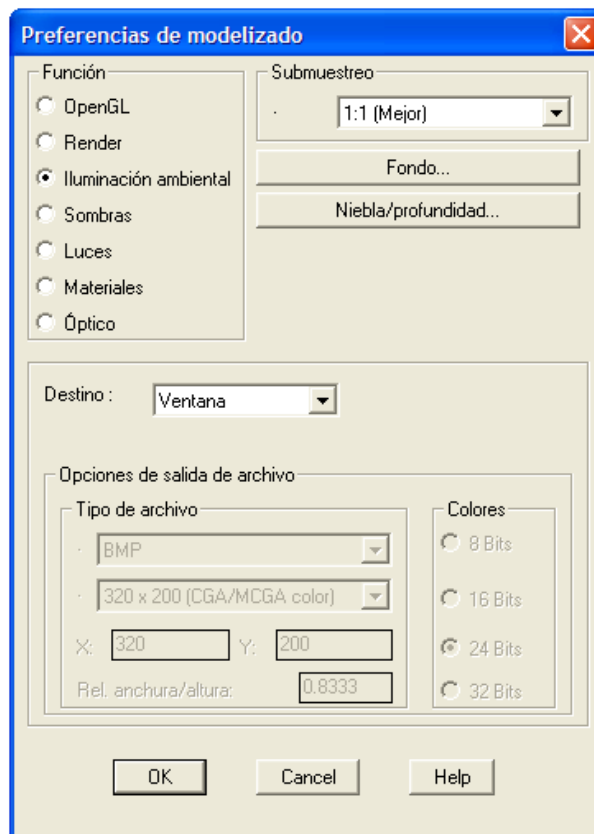 Preferencias de modelizado
Función
OpenGL
Render
Iluminación ambiental
Sombras
Luces
Materiales
Óptico
Submuestreo
1:1 (Mejor)
Fondo...
Niebla/profundidad...
Destino :
Ventana
Opciones de salida de archivo
Tipo de archivo
BMP
320 x 200 (CGA/MCGA color)
X: 320 Y: 200
Rel. anchura/altura: 0.8333
Colores
8 Bits
16 Bits
24 Bits
32 Bits
OK Cancel Help